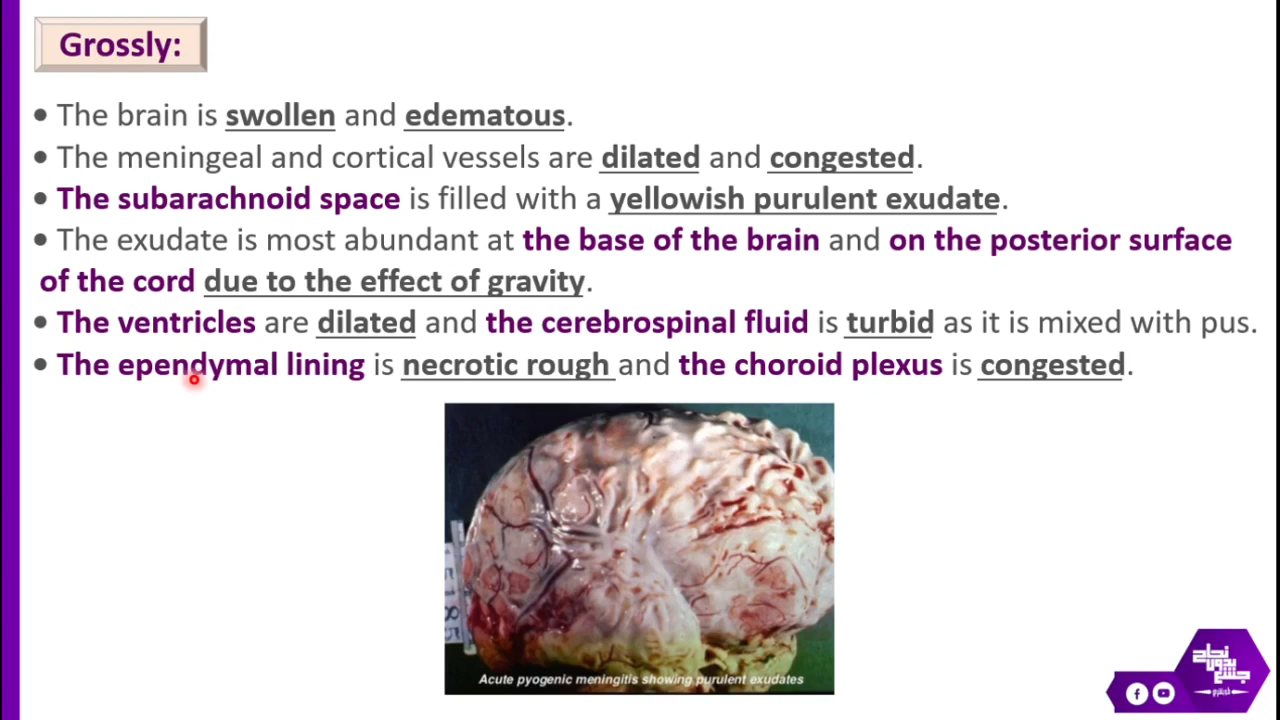 Grossly:
• The brain is swollen and edematous.
• The meningeal and cortical vessels are dilated and congested.
• The subarachnoid space is filled with a yellowish purulent exudate.
• The exudate is most abundant at the base of the brain and on the posterior surface
of the cord due to the effect of gravity.
• The ventricles are dilated and the cerebrospinal fluid is turbid as it is mixed with pus.
• The ependymal lining is necrotic rough and the choroid plexus is congested.
Acute pyogenic meningitis showing purulent exudates
نجاح
بدون
جشع